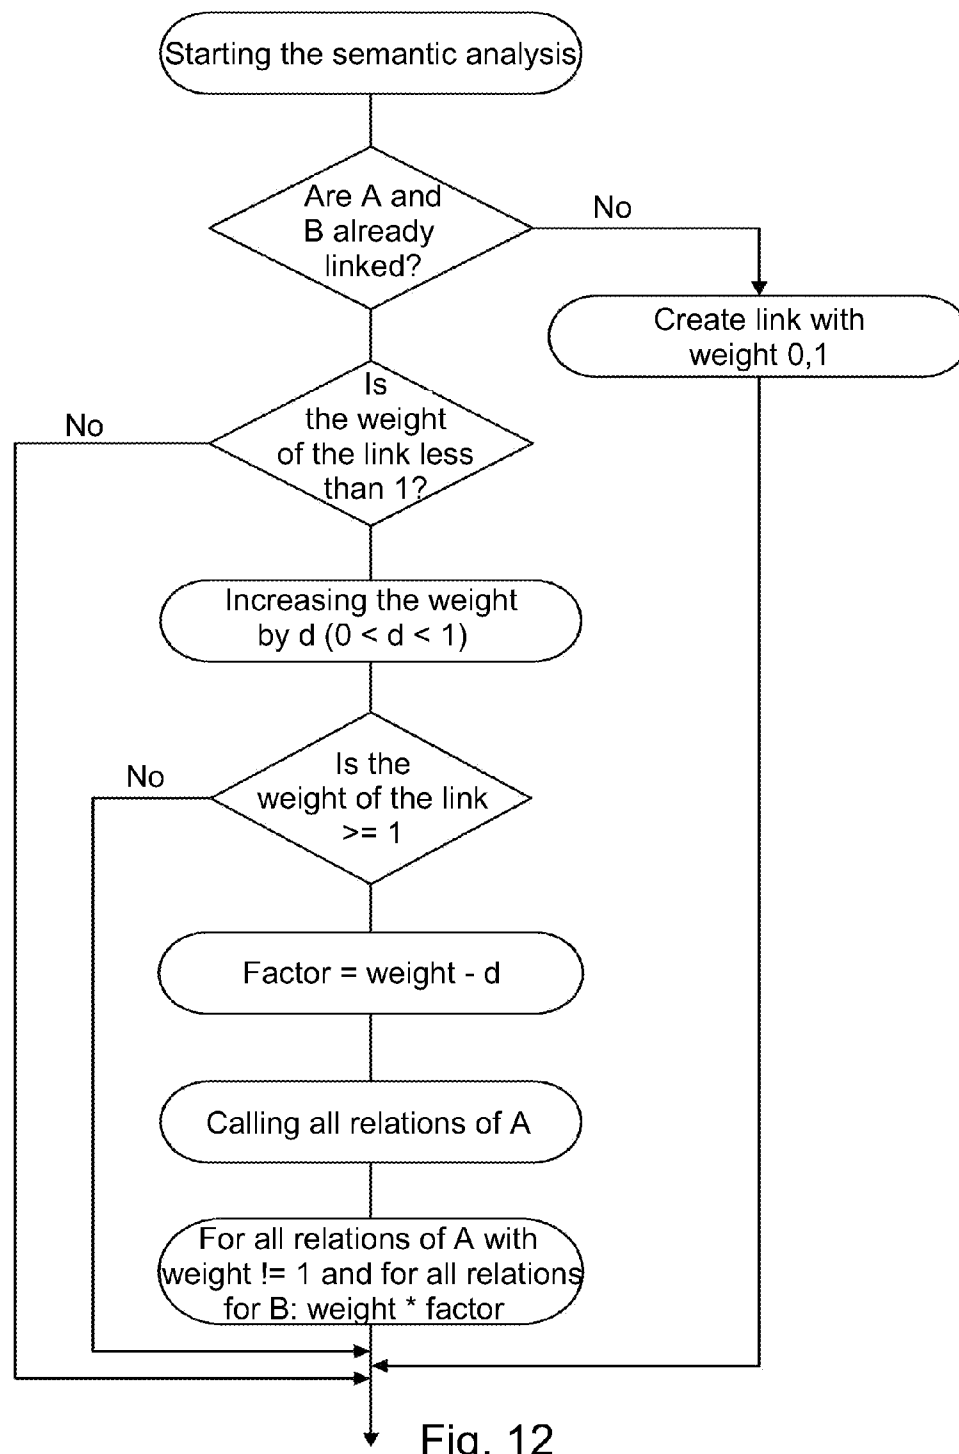 Starting the semantic analysis
Are A and
B already
linked?
No
Create link with
weight 0,1
Is
the weight
of the link less
than 1?
No
Increasing the weight
by d (0 < d < 1)
Is the
weight of the link
>= 1
No
Factor = weight - d
Calling all relations of A
For all relations of A with
weight != 1 and for all relations
for B: weight * factor
Fig. 12